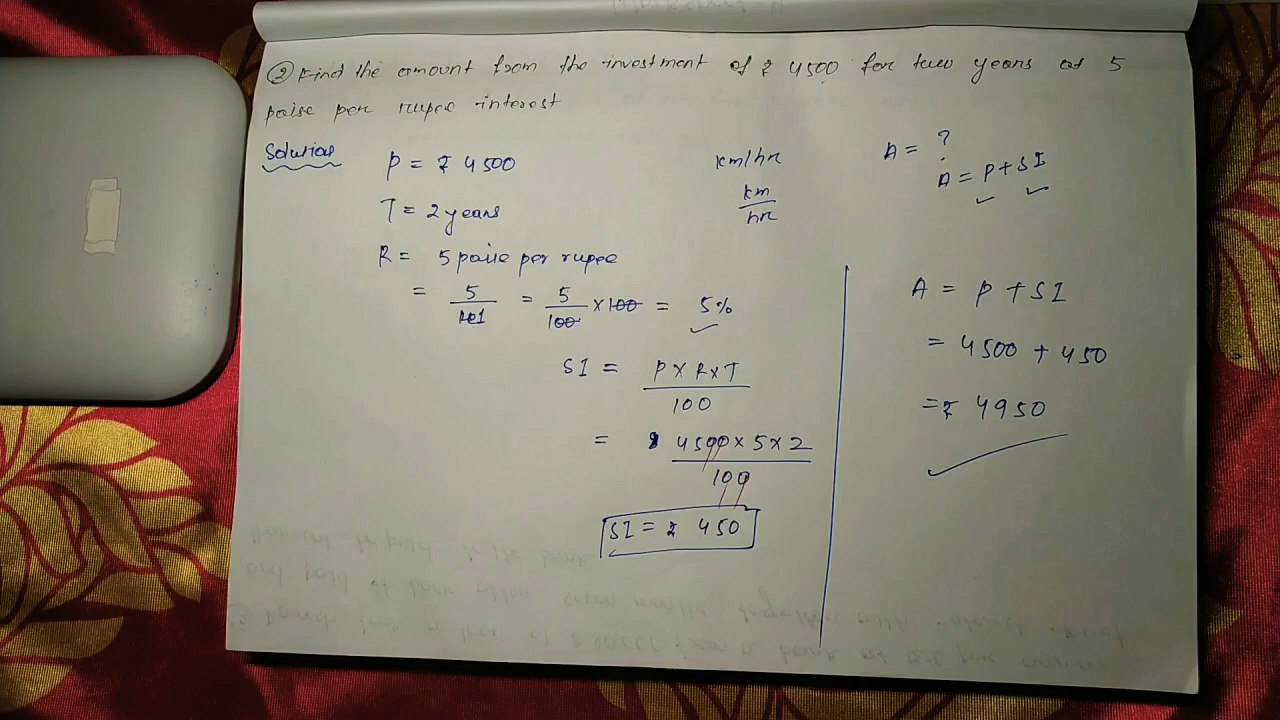 ② Find the amount from the investment of ₹ 4500 for two years at 5
paise per rupee interest
Solution
P = ₹ 4500
T = 2 years
R = 5 paise per rupee
= 5/100 = 5/100 × 100 = 5%
km/hr
km/hr
SI = P × R × T / 100
= 4500 × 5 × 2 / 100
SI = ₹ 450
A = ?
A = P + SI
A = P + SI
= 4500 + 450
= ₹ 4950